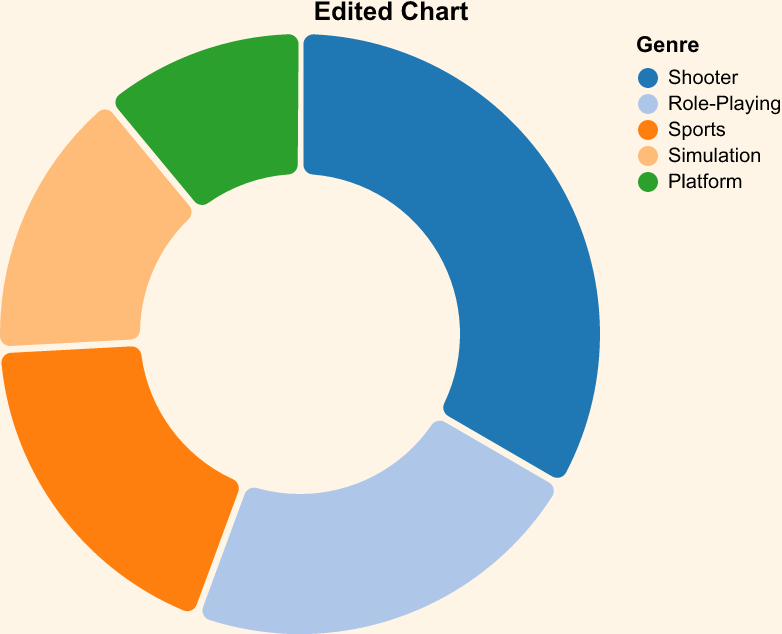 Edited Chart
Genre
Shooter
Role-Playing
Sports
Simulation
Platform